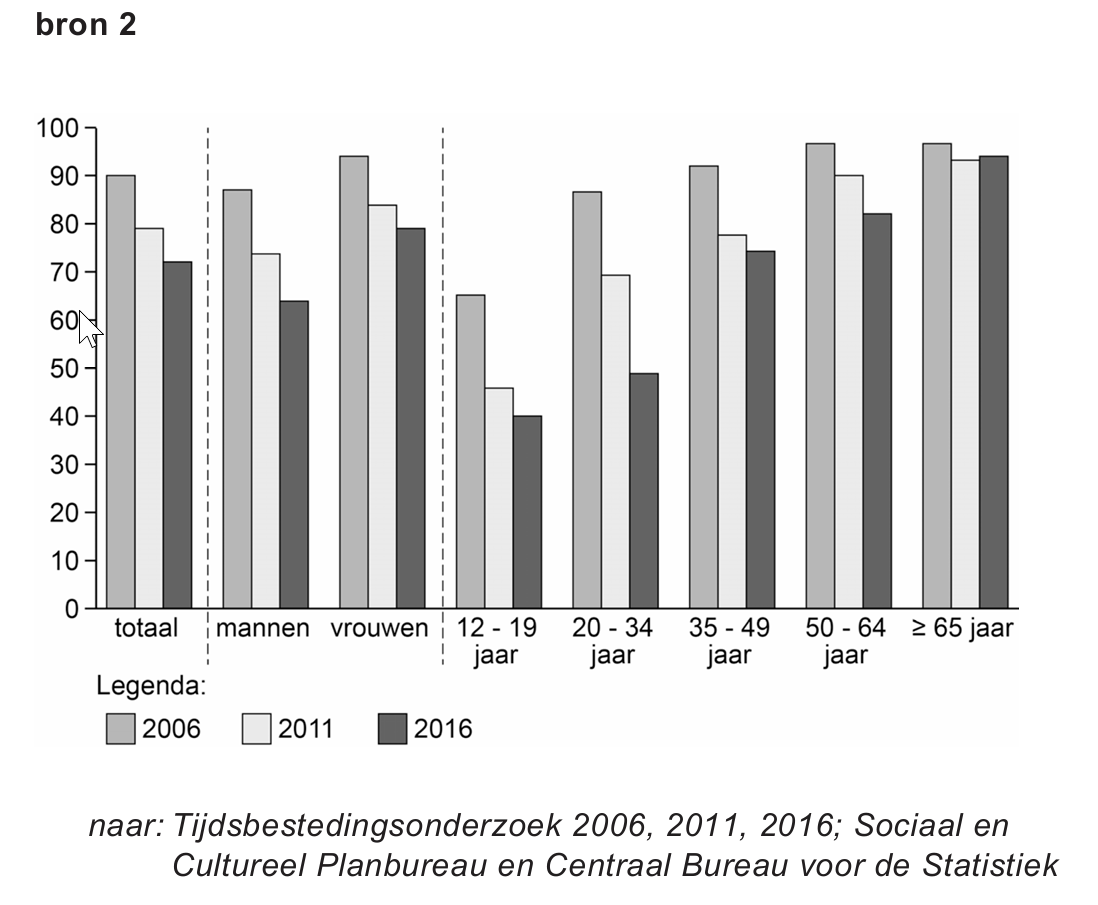 bron 2
100
90
80
70
60
50
40
30
20
10
0
totaal
mannen
vrouwen
12 - 19
jaar
20 - 34
jaar
35 - 49
jaar
50 - 64
jaar
≥ 65 jaar
Legenda:
2006 2011 2016
naar: Tijdsbestedingsonderzoek 2006, 2011, 2016; Sociaal en
Cultureel Planbureau en Centraal Bureau voor de Statistiek